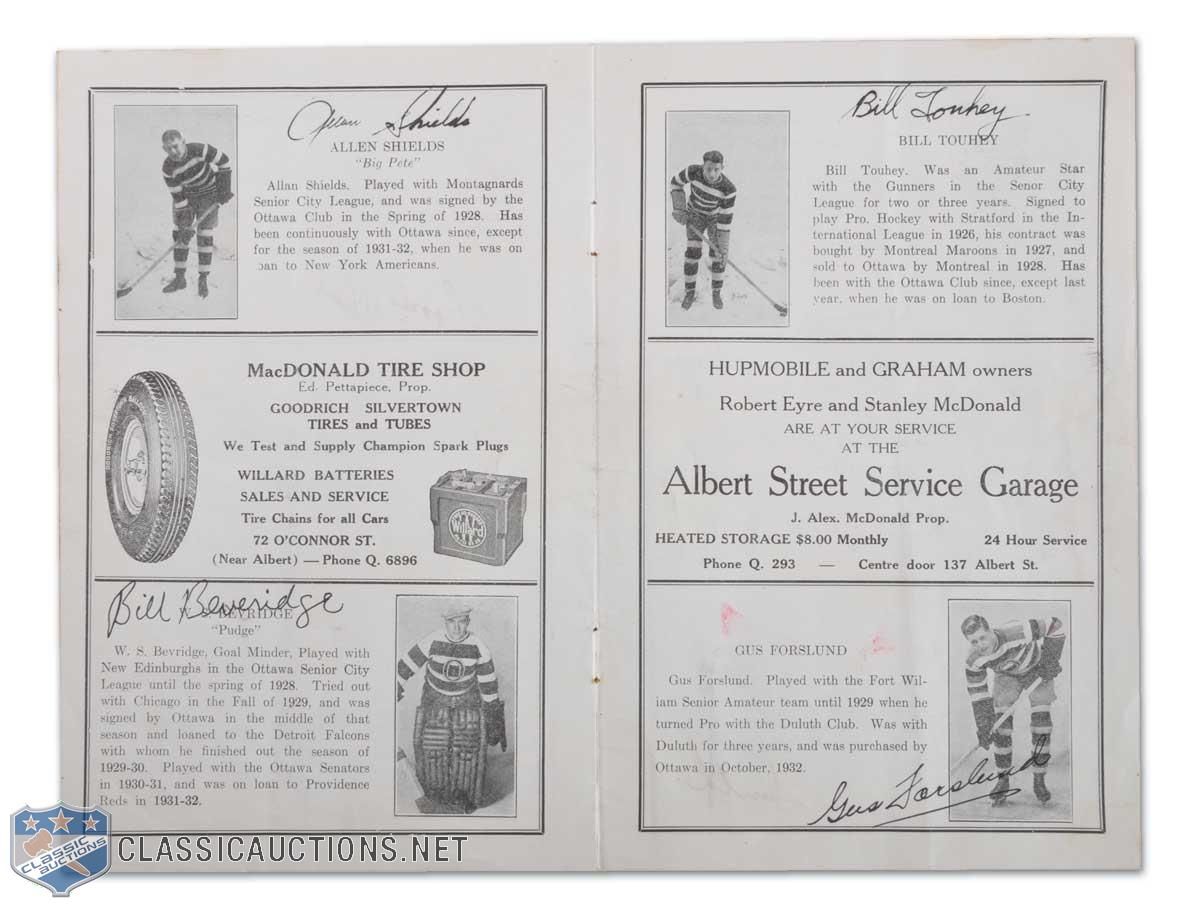 Allan Shields
ALLEN SHIELDS
"Big Pete"
Allan Shields. Played with Montagnards
Senior City League, and was signed by the
Ottawa Club in the Spring of 1928. Has
been continuously with Ottawa since, except
for the season of 1931-32, when he was on
oan to New York Americans.
MacDONALD TIRE SHOP
Ed. Pettapiece, Prop.
GOODRICH SILVERTOWN
TIRES and TUBES
We Test and Supply Champion Spark Plugs
WILLARD BATTERIES
SALES AND SERVICE
Tire Chains for all Cars
72 O'CONNOR ST.
(Near Albert) — Phone Q. 6896
Willard
Bill Beveridge
W. S. BEVRIDGE
"Pudge"
W. S. Bevridge, Goal Minder, Played with
New Edinburghs in the Ottawa Senior City
League until the spring of 1928. Tried out
with Chicago in the Fall of 1929, and was
signed by Ottawa in the middle of that
season and loaned to the Detroit Falcons
with whom he finished out the season of
1929-30. Played with the Ottawa Senators
in 1930-31, and was on loan to Providence
Reds in 1931-32.
Bill Touhey
BILL TOUHEY
Bill Touhey. Was an Amateur Star
with the Gunners in the Senor City
League for two or three years. Signed to
play Pro. Hockey with Stratford in the In-
ternational League in 1926, his contract was
bought by Montreal Maroons in 1927, and
sold to Ottawa by Montreal in 1928. Has
been with the Ottawa Club since, except last
year, when he was on loan to Boston.
HUPMOBILE and GRAHAM owners
Robert Eyre and Stanley McDonald
ARE AT YOUR SERVICE
AT THE
Albert Street Service Garage
J. Alex. McDonald Prop.
HEATED STORAGE $8.00 Monthly 24 Hour Service
Phone Q. 293 — Centre door 137 Albert St.
GUS FORSLUND
Gus Forslund. Played with the Fort Wil-
iam Senior Amateur team until 1929 when he
turned Pro with the Duluth Club. Was with
Duluth for three years, and was purchased by
Ottawa in October, 1932.
Gus Forslund
CLASSIC AUCTIONS
CLASSICAUCTIONS.NET